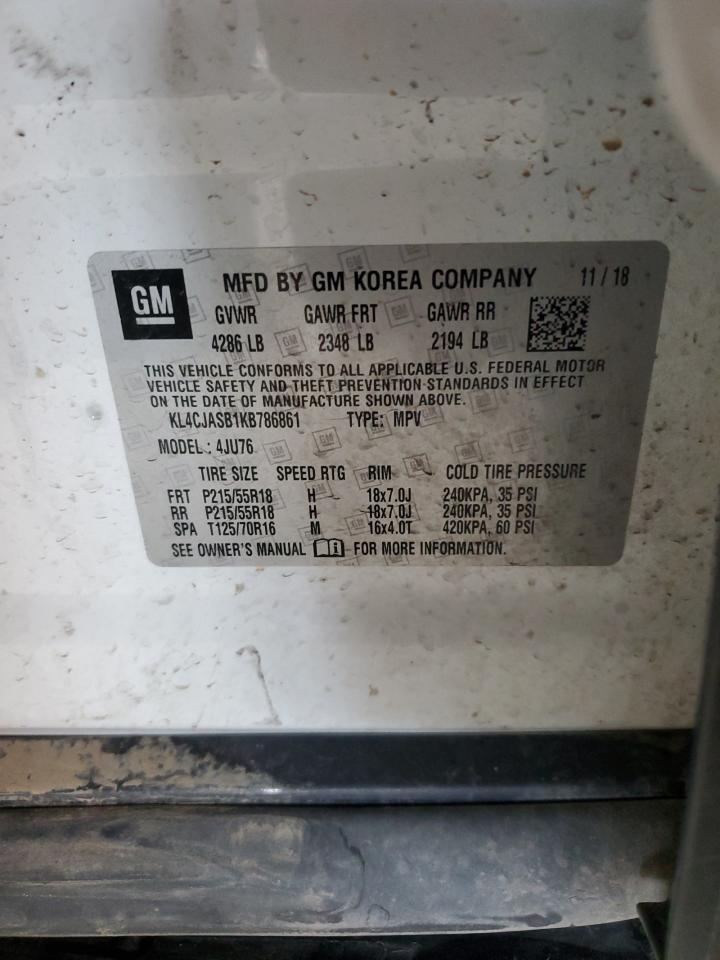 GM
MFD BY GM KOREA COMPANY 11 / 18
GVWR GAWR FRT GAWR RR
4286 LB 2348 LB 2194 LB
THIS VEHICLE CONFORMS TO ALL APPLICABLE U.S. FEDERAL MOTOR
VEHICLE SAFETY AND THEFT PREVENTION STANDARDS IN EFFECT
ON THE DATE OF MANUFACTURE SHOWN ABOVE.
KL4CJASB1KB786861 TYPE: MPV
MODEL : 4JU76
TIRE SIZE SPEED RTG RIM COLD TIRE PRESSURE
FRT P215/55R18 H 18x7.0J 240KPA, 35 PSI
RR P215/55R18 H 18x7.0J 240KPA, 35 PSI
SPA T125/70R16 M 16x4.0T 420KPA, 60 PSI
SEE OWNER'S MANUAL i FOR MORE INFORMATION.